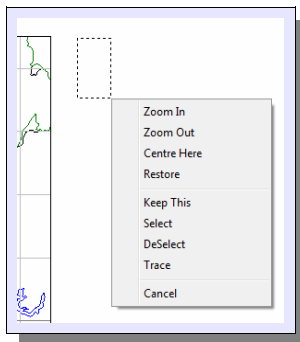 Zoom In
Zoom Out
Centre Here
Restore
Keep This
Select
DeSelect
Trace
Cancel